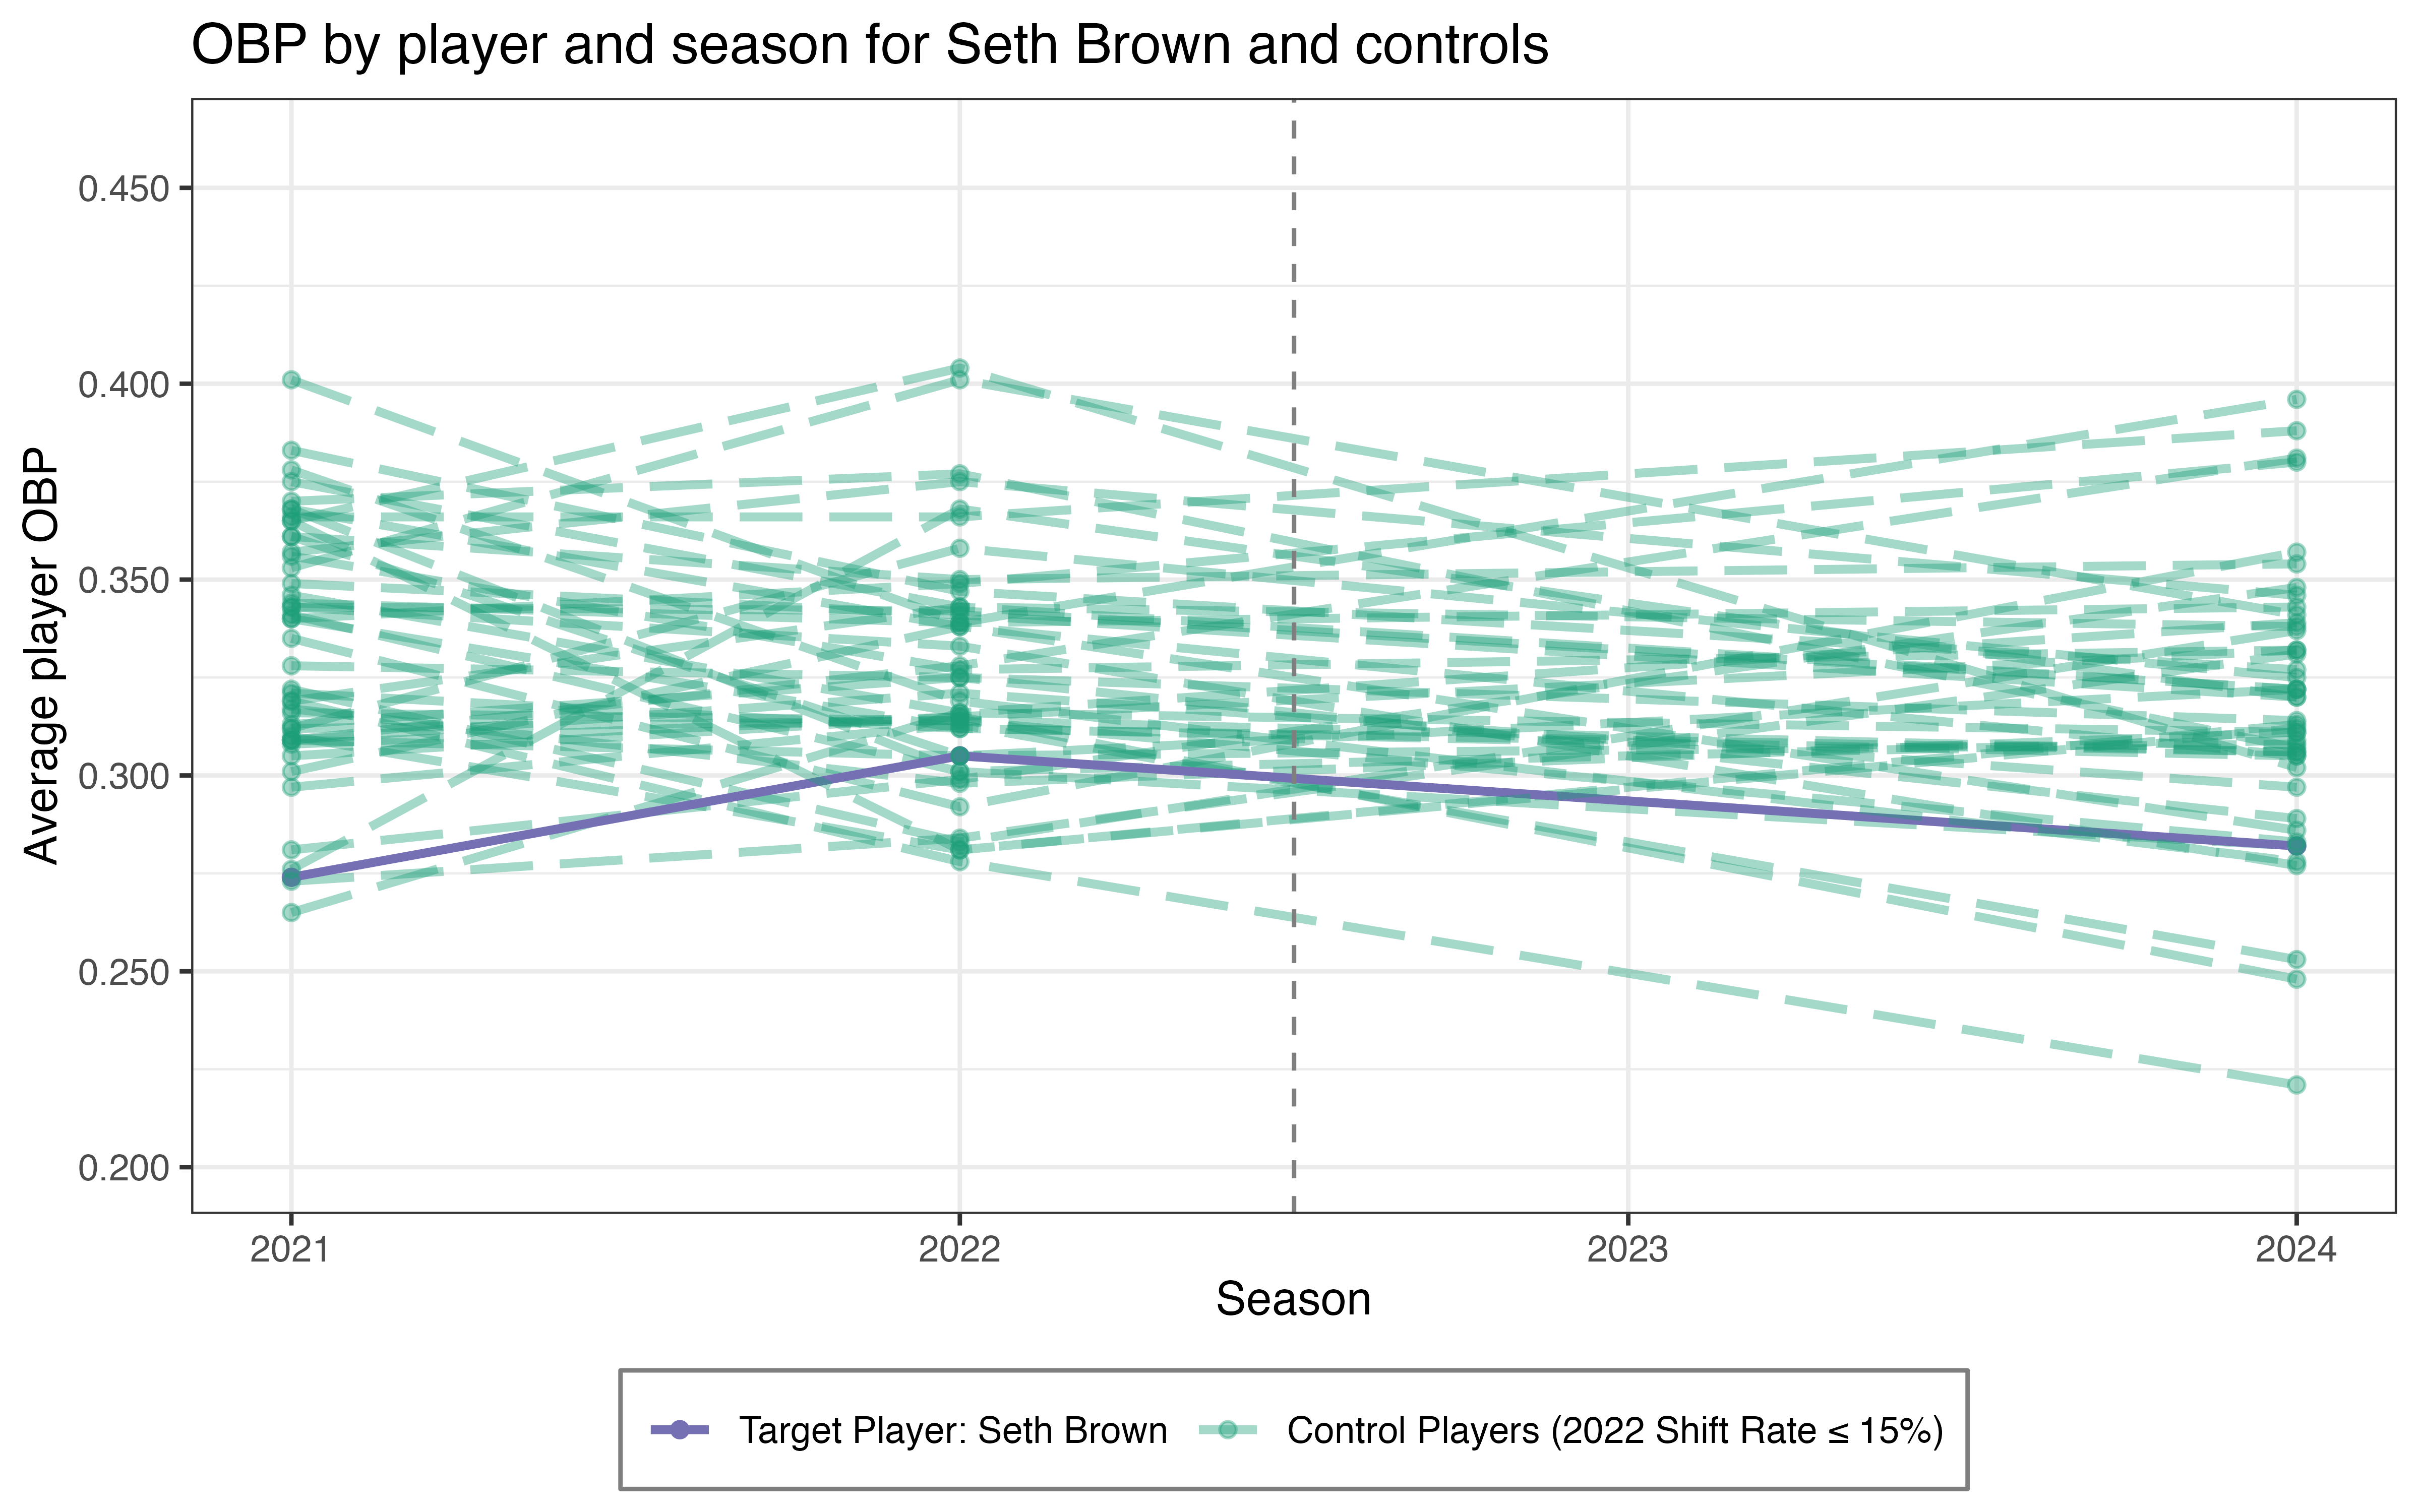 OBP by player and season for Seth Brown and controls
Average player OBP
0.450
0.400
0.350
0.300
0.250
0.200
2021 2022 2023 2024
Season
Target Player: Seth Brown Control Players (2022 Shift Rate ≤ 15%)